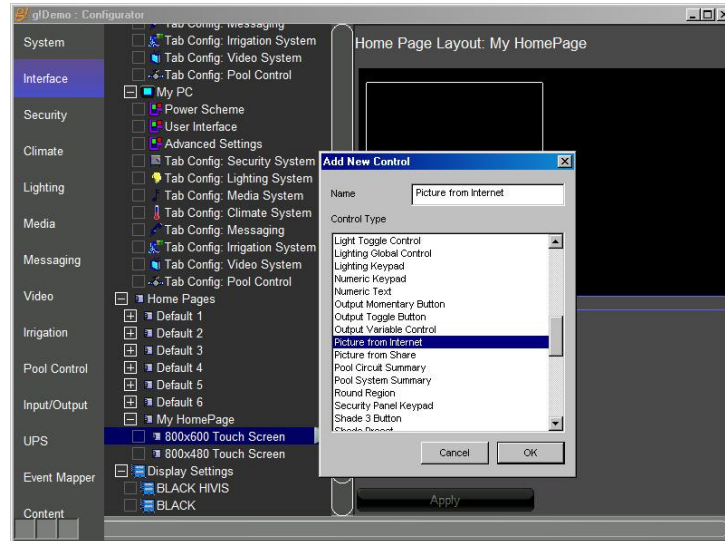 glDemo : Configurator
System
Interface
Security
Climate
Lighting
Media
Messaging
Video
Irrigation
Pool Control
Input/Output
UPS
Event Mapper
Content
Tab Config: Messaging
Tab Config: Irrigation System
Tab Config: Video System
Tab Config: Pool Control
My PC
Power Scheme
User Interface
Advanced Settings
Tab Config: Security System
Tab Config: Lighting System
Tab Config: Media System
Tab Config: Climate System
Tab Config: Messaging
Tab Config: Irrigation System
Tab Config: Video System
Tab Config: Pool Control
Home Pages
Default 1
Default 2
Default 3
Default 4
Default 5
Default 6
My HomePage
800x600 Touch Screen
800x480 Touch Screen
Display Settings
BLACK HIVIS
BLACK
Home Page Layout: My HomePage
Add New Control
Name
Picture from Internet
Control Type
Light Toggle Control
Lighting Global Control
Lighting Keypad
Numeric Keypad
Numeric Text
Output Momentary Button
Output Toggle Button
Output Variable Control
Picture from Internet
Picture from Share
Pool Circuit Summary
Pool System Summary
Round Region
Security Panel Keypad
Shade 3 Button
Shade Preset
Cancel
OK
Apply